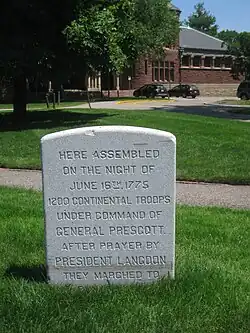 HERE ASSEMBLED
ON THE NIGHT OF
JUNE 16TH, 1775
1200 CONTINENTAL TROOPS
UNDER COMMAND OF
GENERAL PRESCOTT.
AFTER PRAYER BY
PRESIDENT LANGDON
THEY MARCHED TO